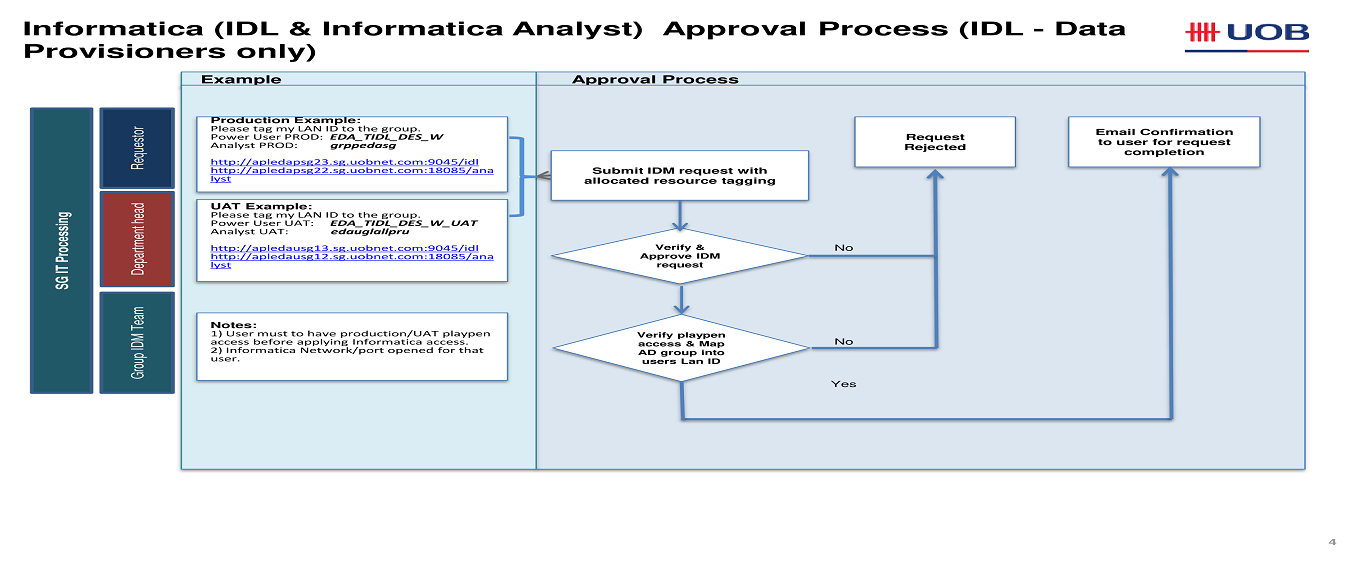 Informatica (IDL & Informatica Analyst)  Approval Process (IDL - Data
Provisioners only)
UOB
Example
Approval Process
SG IT Processing
Requestor
Department head
Group IDM Team
Production Example:
Please tag my LAN ID to the group.
Power User PROD: EDA_TIDL_DES_W
Analyst PROD: grppedasg
http://apledapsg23.sg.uobnet.com:9045/idl
http://apledapsg22.sg.uobnet.com:18085/ana
lyst
UAT Example:
Please tag my LAN ID to the group.
Power User UAT: EDA_TIDL_DES_W_UAT
Analyst UAT: edauglallpru
http://apledausg13.sg.uobnet.com:9045/idl
http://apledausg12.sg.uobnet.com:18085/ana
lyst
Notes:
1) User must to have production/UAT playpen
access before applying Informatica access.
2) Informatica Network/port opened for that
user.
Submit IDM request with
allocated resource tagging
Verify &
Approve IDM
request
No
Verify playpen
access & Map
AD group into
users Lan ID
No
Yes
Request
Rejected
Email Confirmation
to user for request
completion
4